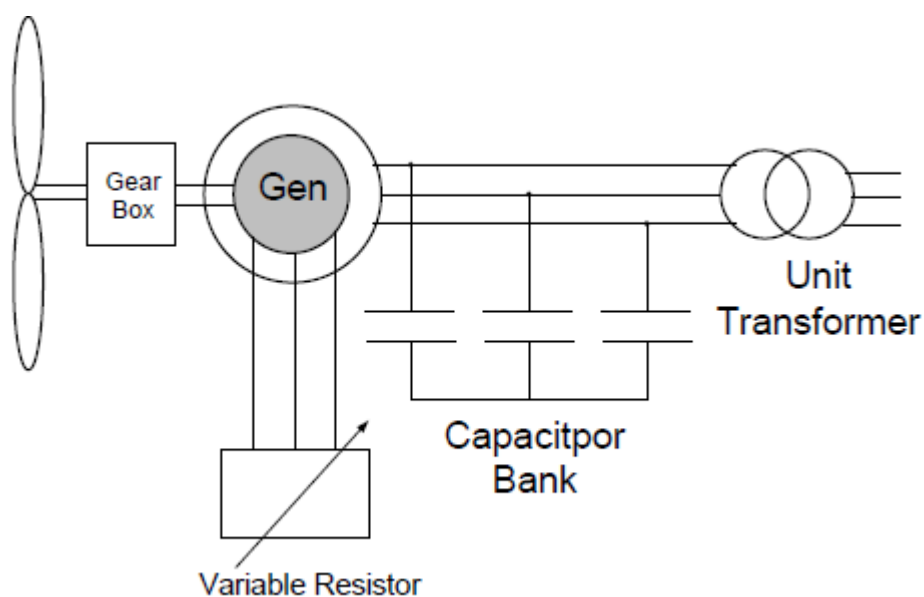 Gear
Box
Gen
Unit
Transformer
Capacitpor
Bank
Variable Resistor